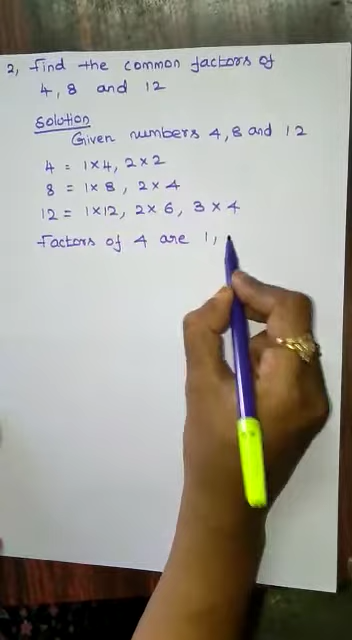 2, Find the common factors of
4, 8 and 12
Solution
Given numbers 4, 8 and 12
4 = 1×4, 2×2
8 = 1×8, 2×4
12 = 1×12, 2×6, 3×4
Factors of 4 are 1,